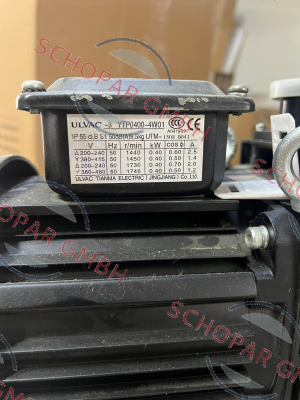 ULVAC -3~ YTP0400-4W01
IP 55 cl.B S1 50dB(A) 9.5kg UTM-
V Hz r/min kW cos φ A
Δ 200-240 50 1440 0.40 0.60 2.5
Y 380-415 50 1450 0.40 0.50 1.4
Δ 200-240 60 1730 0.40 0.70 2.0
Y 380-460 60 1740 0.40 0.50 1.2
ULVAC TIANMA ELECTRIC (JINGJIANG) Co.,Ltd.
SCHOPAR GMBH
SCHOPAR GMBH
SCHOPAR GMBH